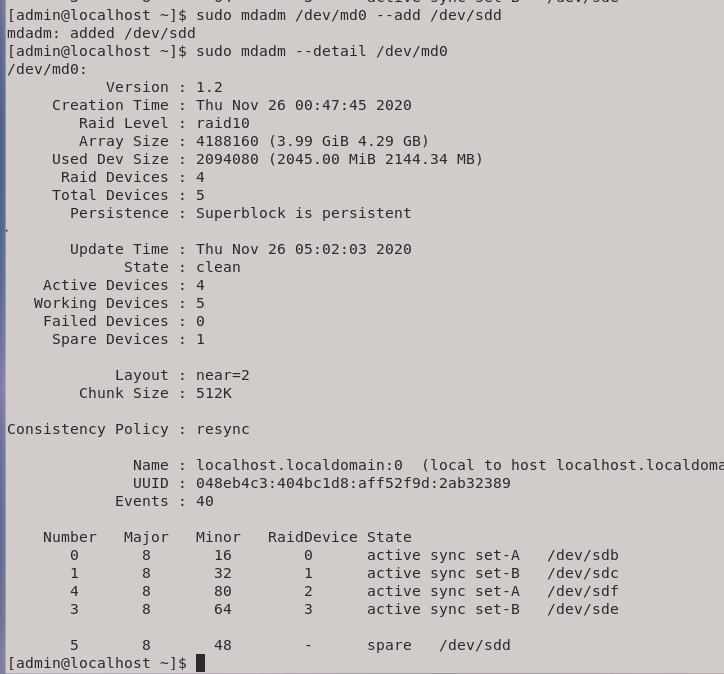 [admin@localhost ~]$ sudo mdadm /dev/md0 --add /dev/sdd
mdadm: added /dev/sdd
[admin@localhost ~]$ sudo mdadm --detail /dev/md0
/dev/md0:
Version : 1.2
Creation Time : Thu Nov 26 00:47:45 2020
Raid Level : raid10
Array Size : 4188160 (3.99 GiB 4.29 GB)
Used Dev Size : 2094080 (2045.00 MiB 2144.34 MB)
Raid Devices : 4
Total Devices : 5
Persistence : Superblock is persistent
Update Time : Thu Nov 26 05:02:03 2020
State : clean
Active Devices : 4
Working Devices : 5
Failed Devices : 0
Spare Devices : 1
Layout : near=2
Chunk Size : 512K
Consistency Policy : resync
Name : localhost.localdomain:0  (local to host localhost.localdoma
UUID : 048eb4c3:404bc1d8:aff52f9d:2ab32389
Events : 40
Number   Major   Minor   RaidDevice State
0       8       16        0      active sync set-A   /dev/sdb
1       8       32        1      active sync set-B   /dev/sdc
4       8       80        2      active sync set-A   /dev/sdf
3       8       64        3      active sync set-B   /dev/sde
5       8       48        -      spare   /dev/sdd
[admin@localhost ~]$